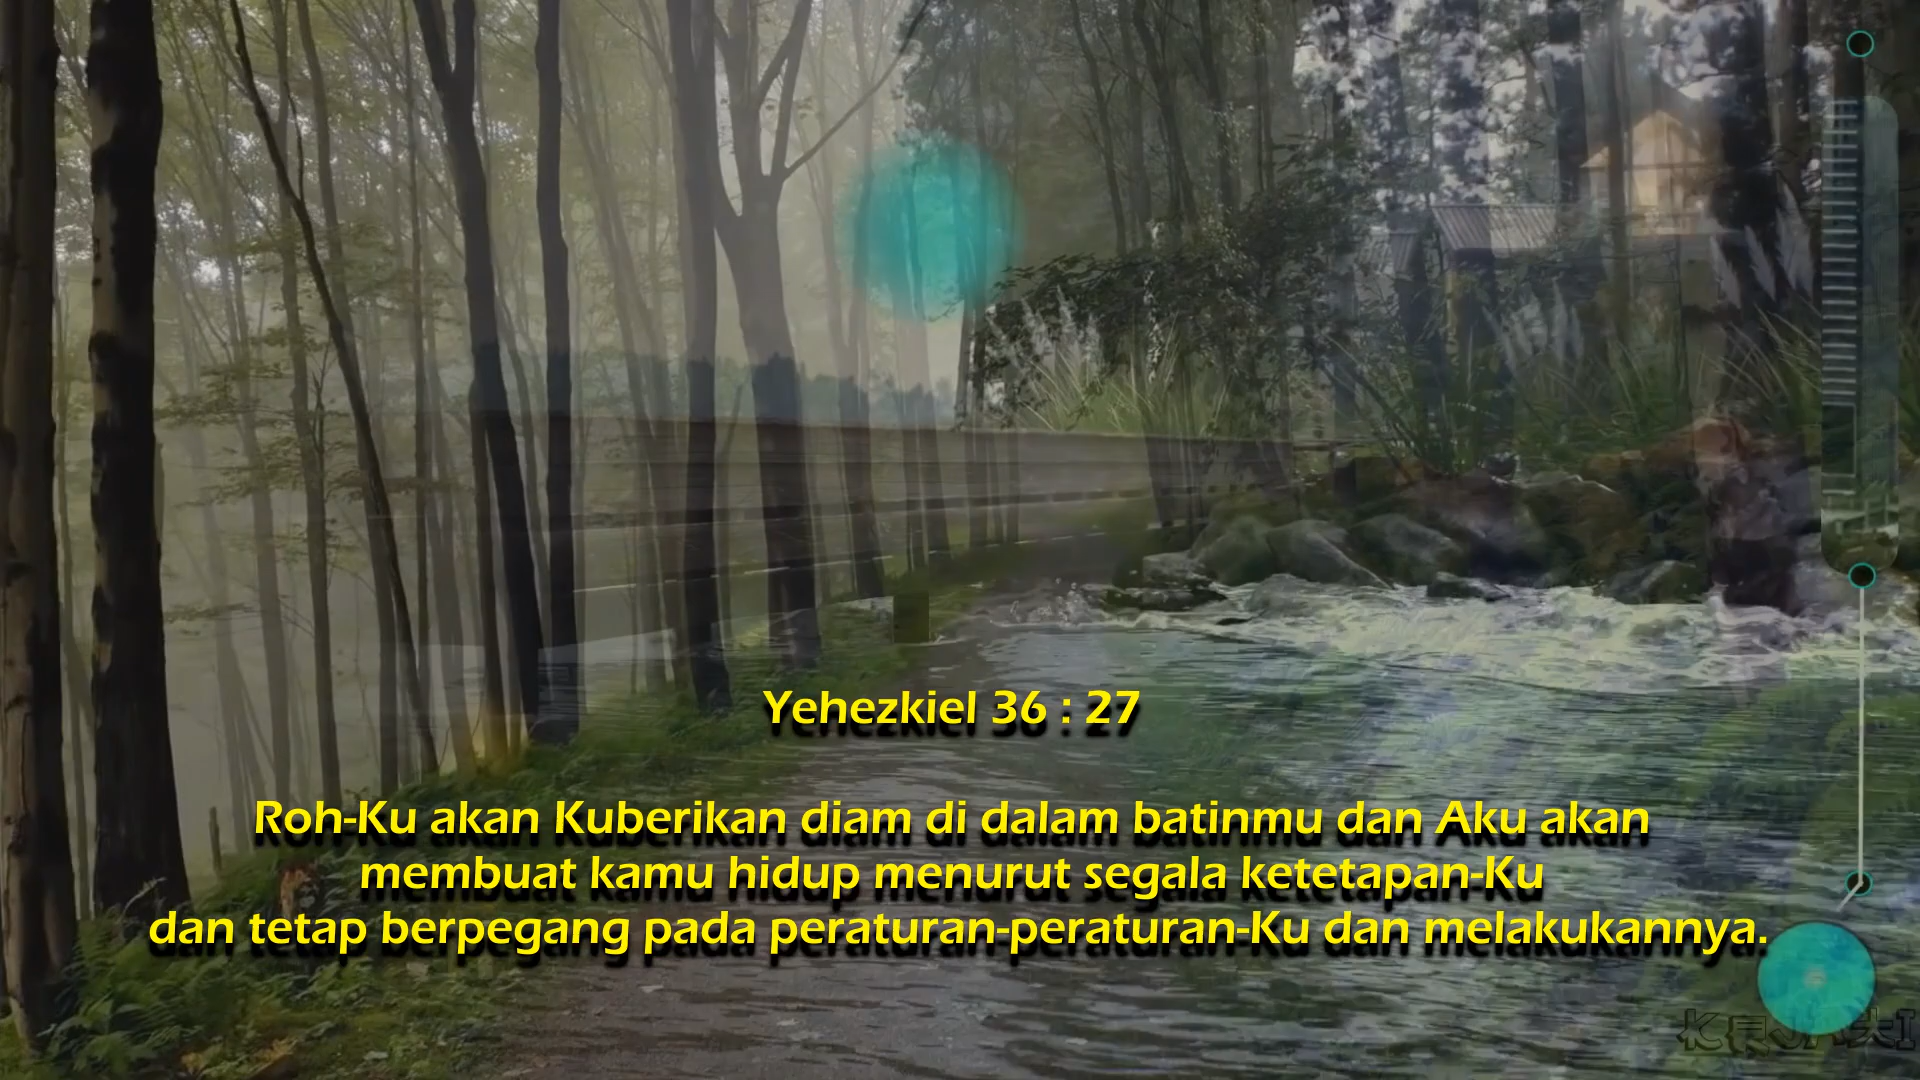 Yehezkiel 36 : 27
Roh-Ku akan Kuberikan diam di dalam batinmu dan Aku akan
membuat kamu hidup menurut segala ketetapan-Ku
dan tetap berpegang pada peraturan-peraturan-Ku dan melakukannya.